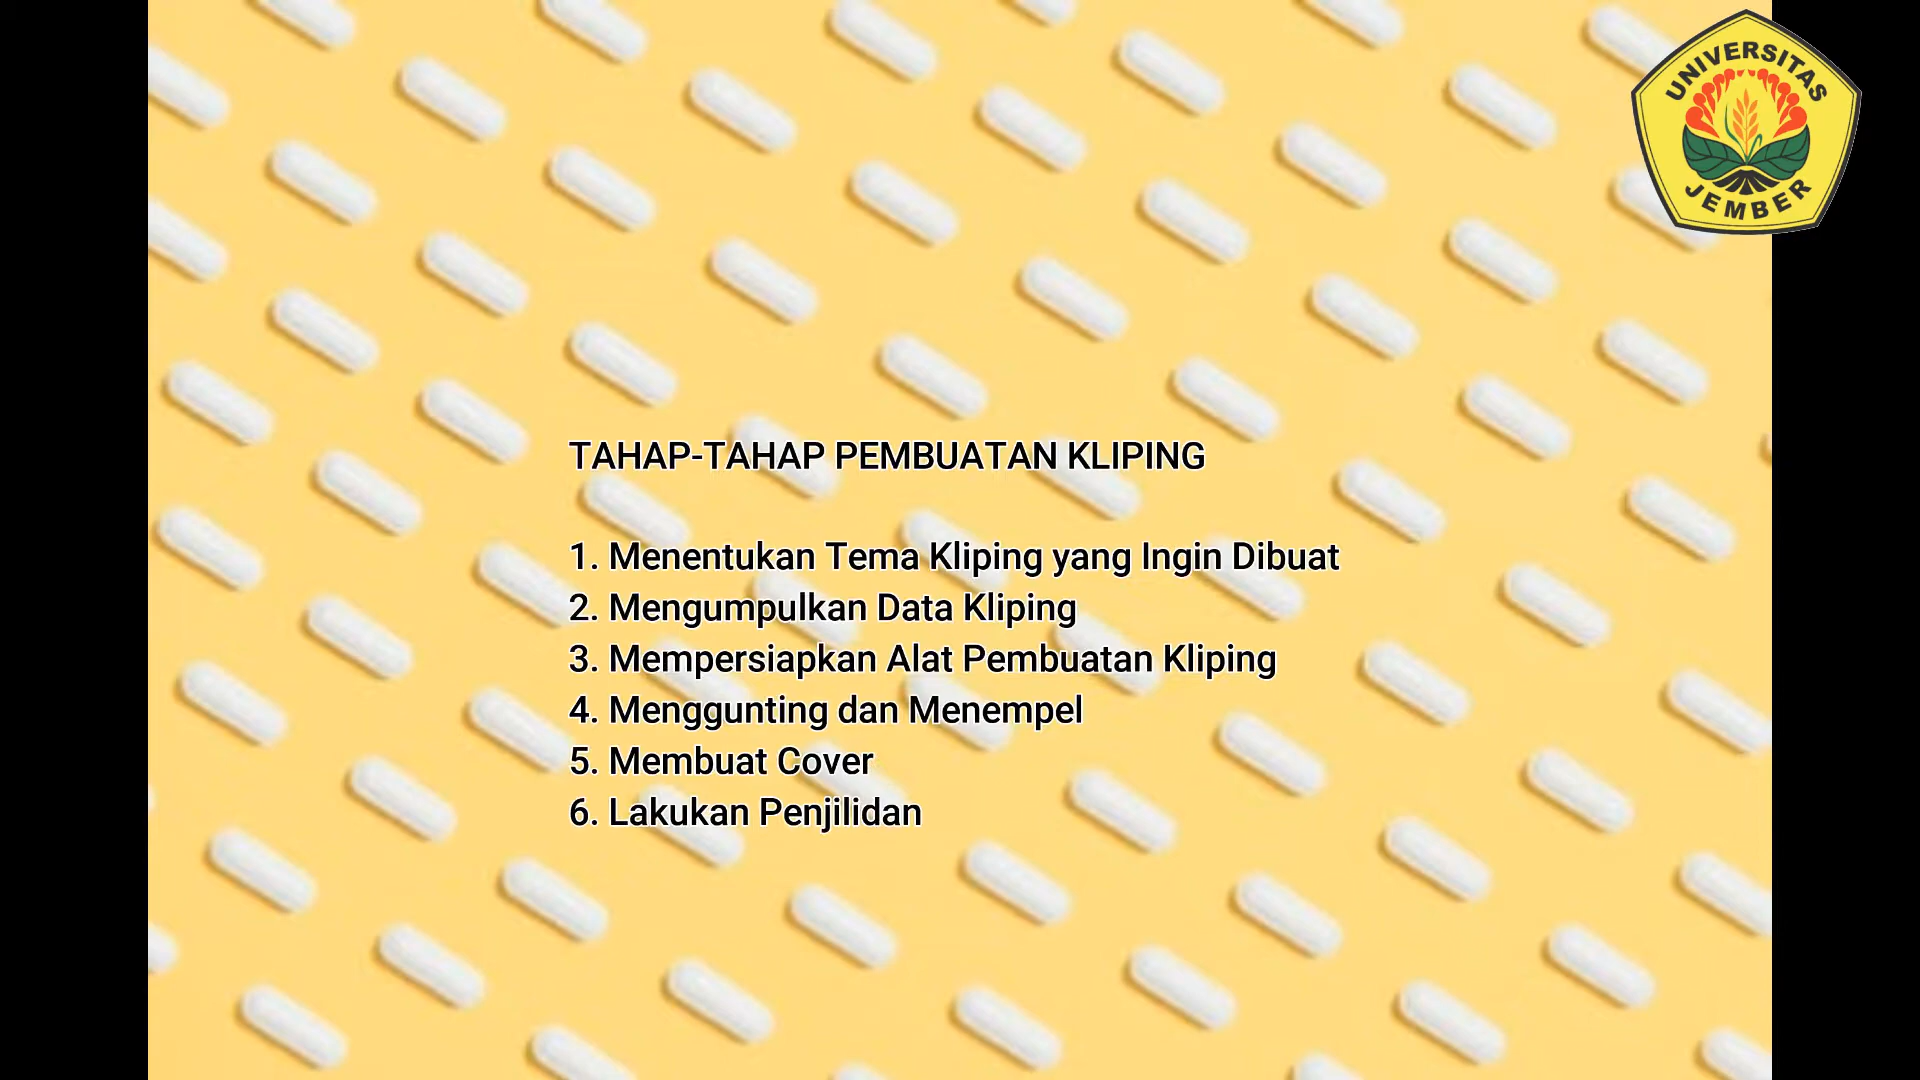 UNIVERSITAS
JEMBER
TAHAP-TAHAP PEMBUATAN KLIPING
1. Menentukan Tema Kliping yang Ingin Dibuat
2. Mengumpulkan Data Kliping
3. Mempersiapkan Alat Pembuatan Kliping
4. Menggunting dan Menempel
5. Membuat Cover
6. Lakukan Penjilidan